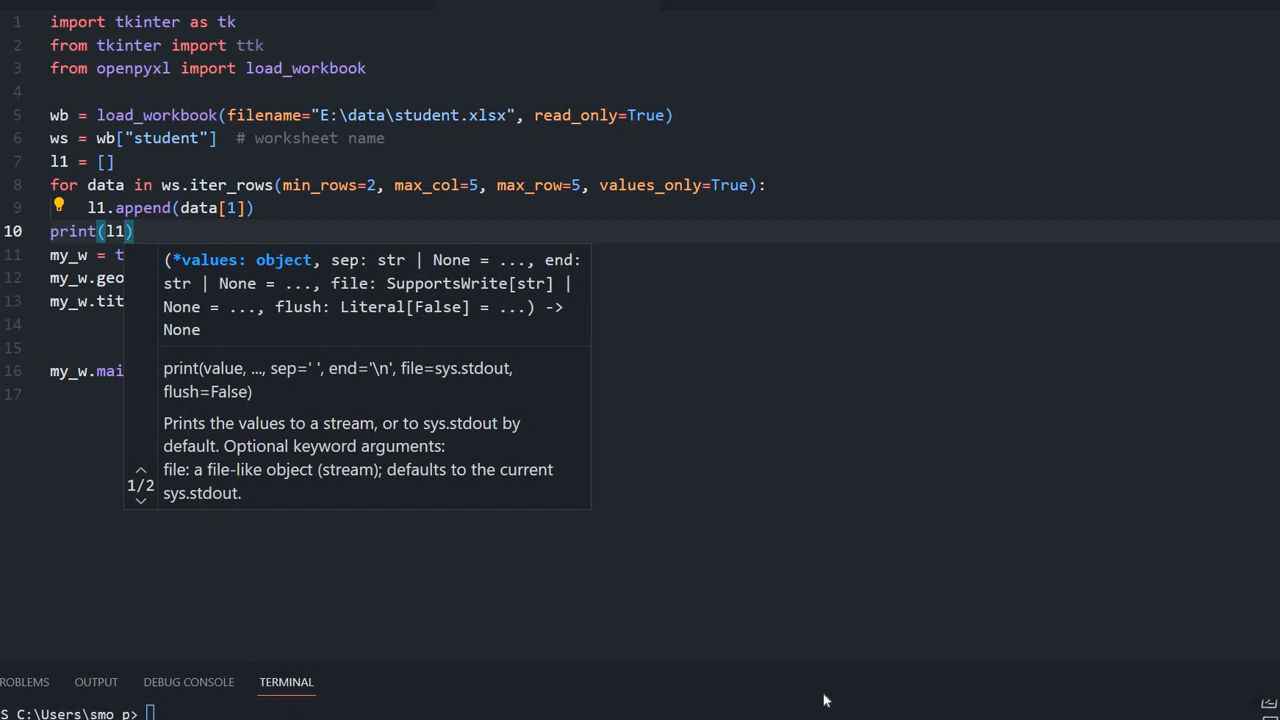 1 import tkinter as tk
2 from tkinter import ttk
3 from openpyxl import load_workbook
4
5 wb = load_workbook(filename="E:\data\student.xlsx", read_only=True)
6 ws = wb["student"]  # worksheet name
7 l1 = []
8 for data in ws.iter_rows(min_rows=2, max_col=5, max_row=5, values_only=True):
9 l1.append(data[1])
10 print(l1)
11 my_w = t
12 my_w.geo
13 my_w.tit
14
15
16 my_w.mai
17
(*values: object, sep: str | None = ..., end:
str | None = ..., file: SupportsWrite[str] |
None = ..., flush: Literal[False] = ...) ->
None
print(value, ..., sep=' ', end='\n', file=sys.stdout,
flush=False)
Prints the values to a stream, or to sys.stdout by
default. Optional keyword arguments:
file: a file-like object (stream); defaults to the current
sys.stdout.
1/2
ROBLEMS OUTPUT DEBUG CONSOLE TERMINAL
S C:\Users\smo_p>